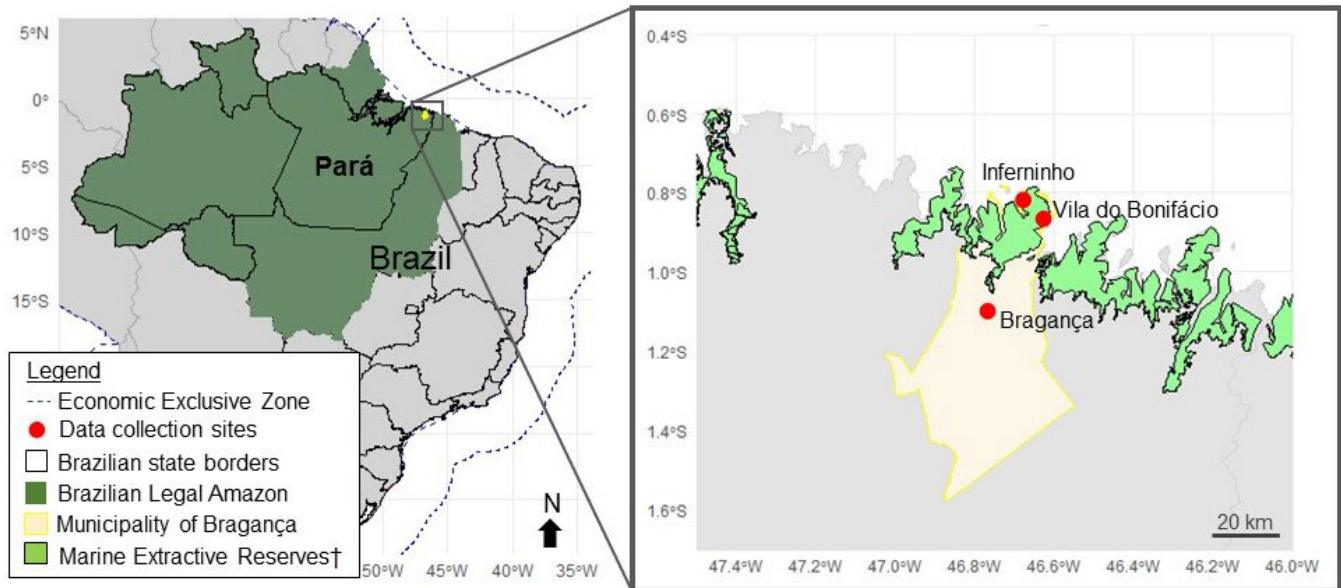 5°N
0°
5°S
10°S
15°S
Pará
Brazil
Legend
Economic Exclusive Zone
Data collection sites
Brazilian state borders
Brazilian Legal Amazon
Municipality of Bragança
Marine Extractive Reserves†
N
50°W 45°W 40°W 35°W
0.4°S
0.6°S
0.8°S
1.0°S
1.2°S
1.4°S
1.6°S
Inferninho
Vila do Bonifácio
Bragança
20 km
47.4°W 47.2°W 47.0°W 46.8°W 46.6°W 46.4°W 46.2°W 46.0°W